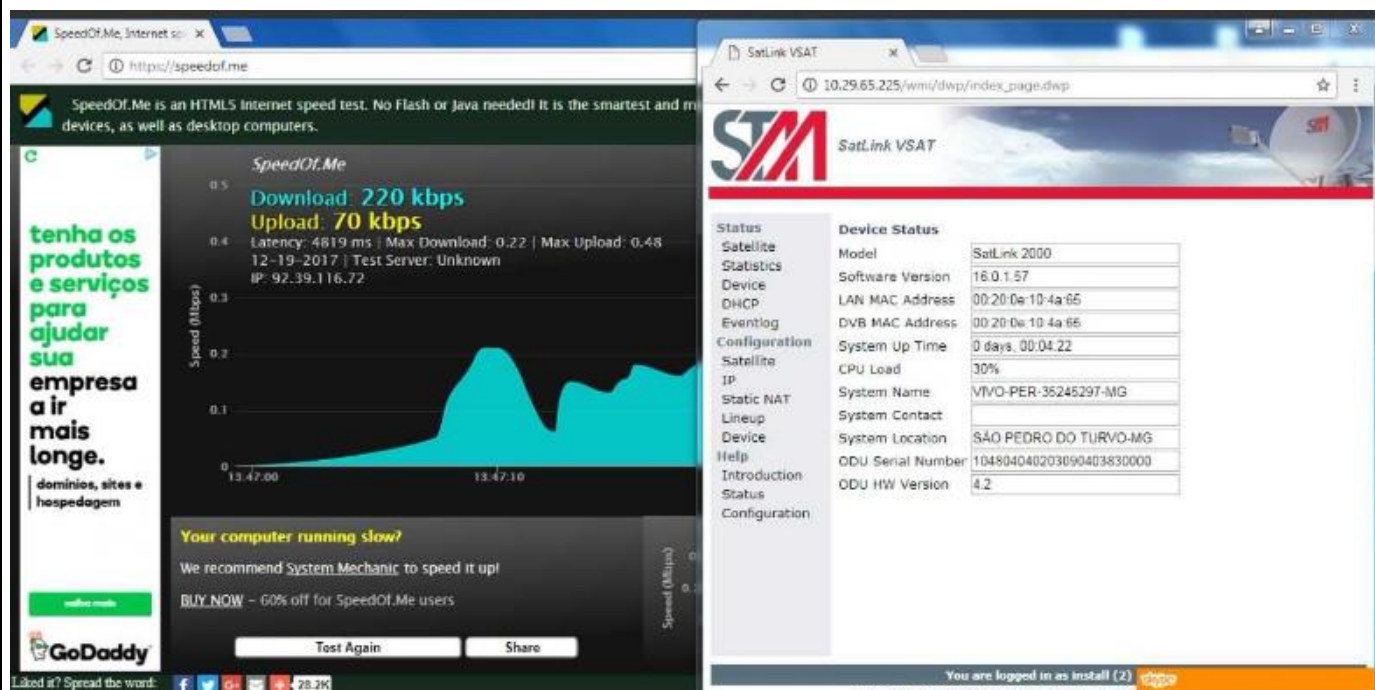 SpeedOf.Me, Internet sp
https://speedof.me
SpeedOf.Me is an HTML5 Internet speed test. No Flash or Java needed! It is the smartest and m
devices, as well as desktop computers.
tenha os
produtos
e serviços
para
ajudar
sua
empresa
a ir
mais
longe.
domínios, sites e
hospedagem
saiba mais
GoDaddy
SpeedOf.Me
Download: 220 kbps
Upload: 70 kbps
Latency: 4819 ms | Max Download: 0.22 | Max Upload: 0.48
12-19-2017 | Test Server: Unknown
IP: 92.39.116.72
Speed (Mbps)
0.5
0.4
0.3
0.2
0.1
0
13:47:00
13:47:10
Your computer running slow?
We recommend System Mechanic to speed it up!
BUY NOW – 60% off for SpeedOf.Me users
Speed (Mbps)
Test Again
Share
Liked it? Spread the word:
28.2K
SatLink VSAT
10.29.65.225/wmi/dwp/index_page.dwp
STM
SatLink VSAT
STM
Status
Satellite
Statistics
Device
DHCP
Eventlog
Configuration
Satellite
IP
Static NAT
Lineup
Device
Help
Introduction
Status
Configuration
Device Status
Model SatLink 2000
Software Version 16.0.1.57
LAN MAC Address 00:20:0e:10:4a:65
DVB MAC Address 00:20:0e:10:4a:66
System Up Time 0 days, 00:04:22
CPU Load 30%
System Name VIVO-PER-35245297-MG
System Contact
System Location SÃO PEDRO DO TURVO-MG
ODU Serial Number 104804040203090403830000
ODU HW Version 4.2
You are logged in as install (2)